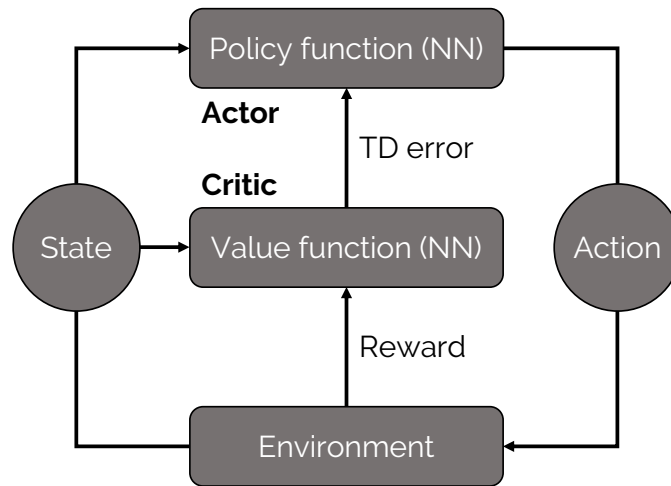 Policy function (NN)
Actor
TD error
Critic
State
Value function (NN)
Action
Reward
Environment